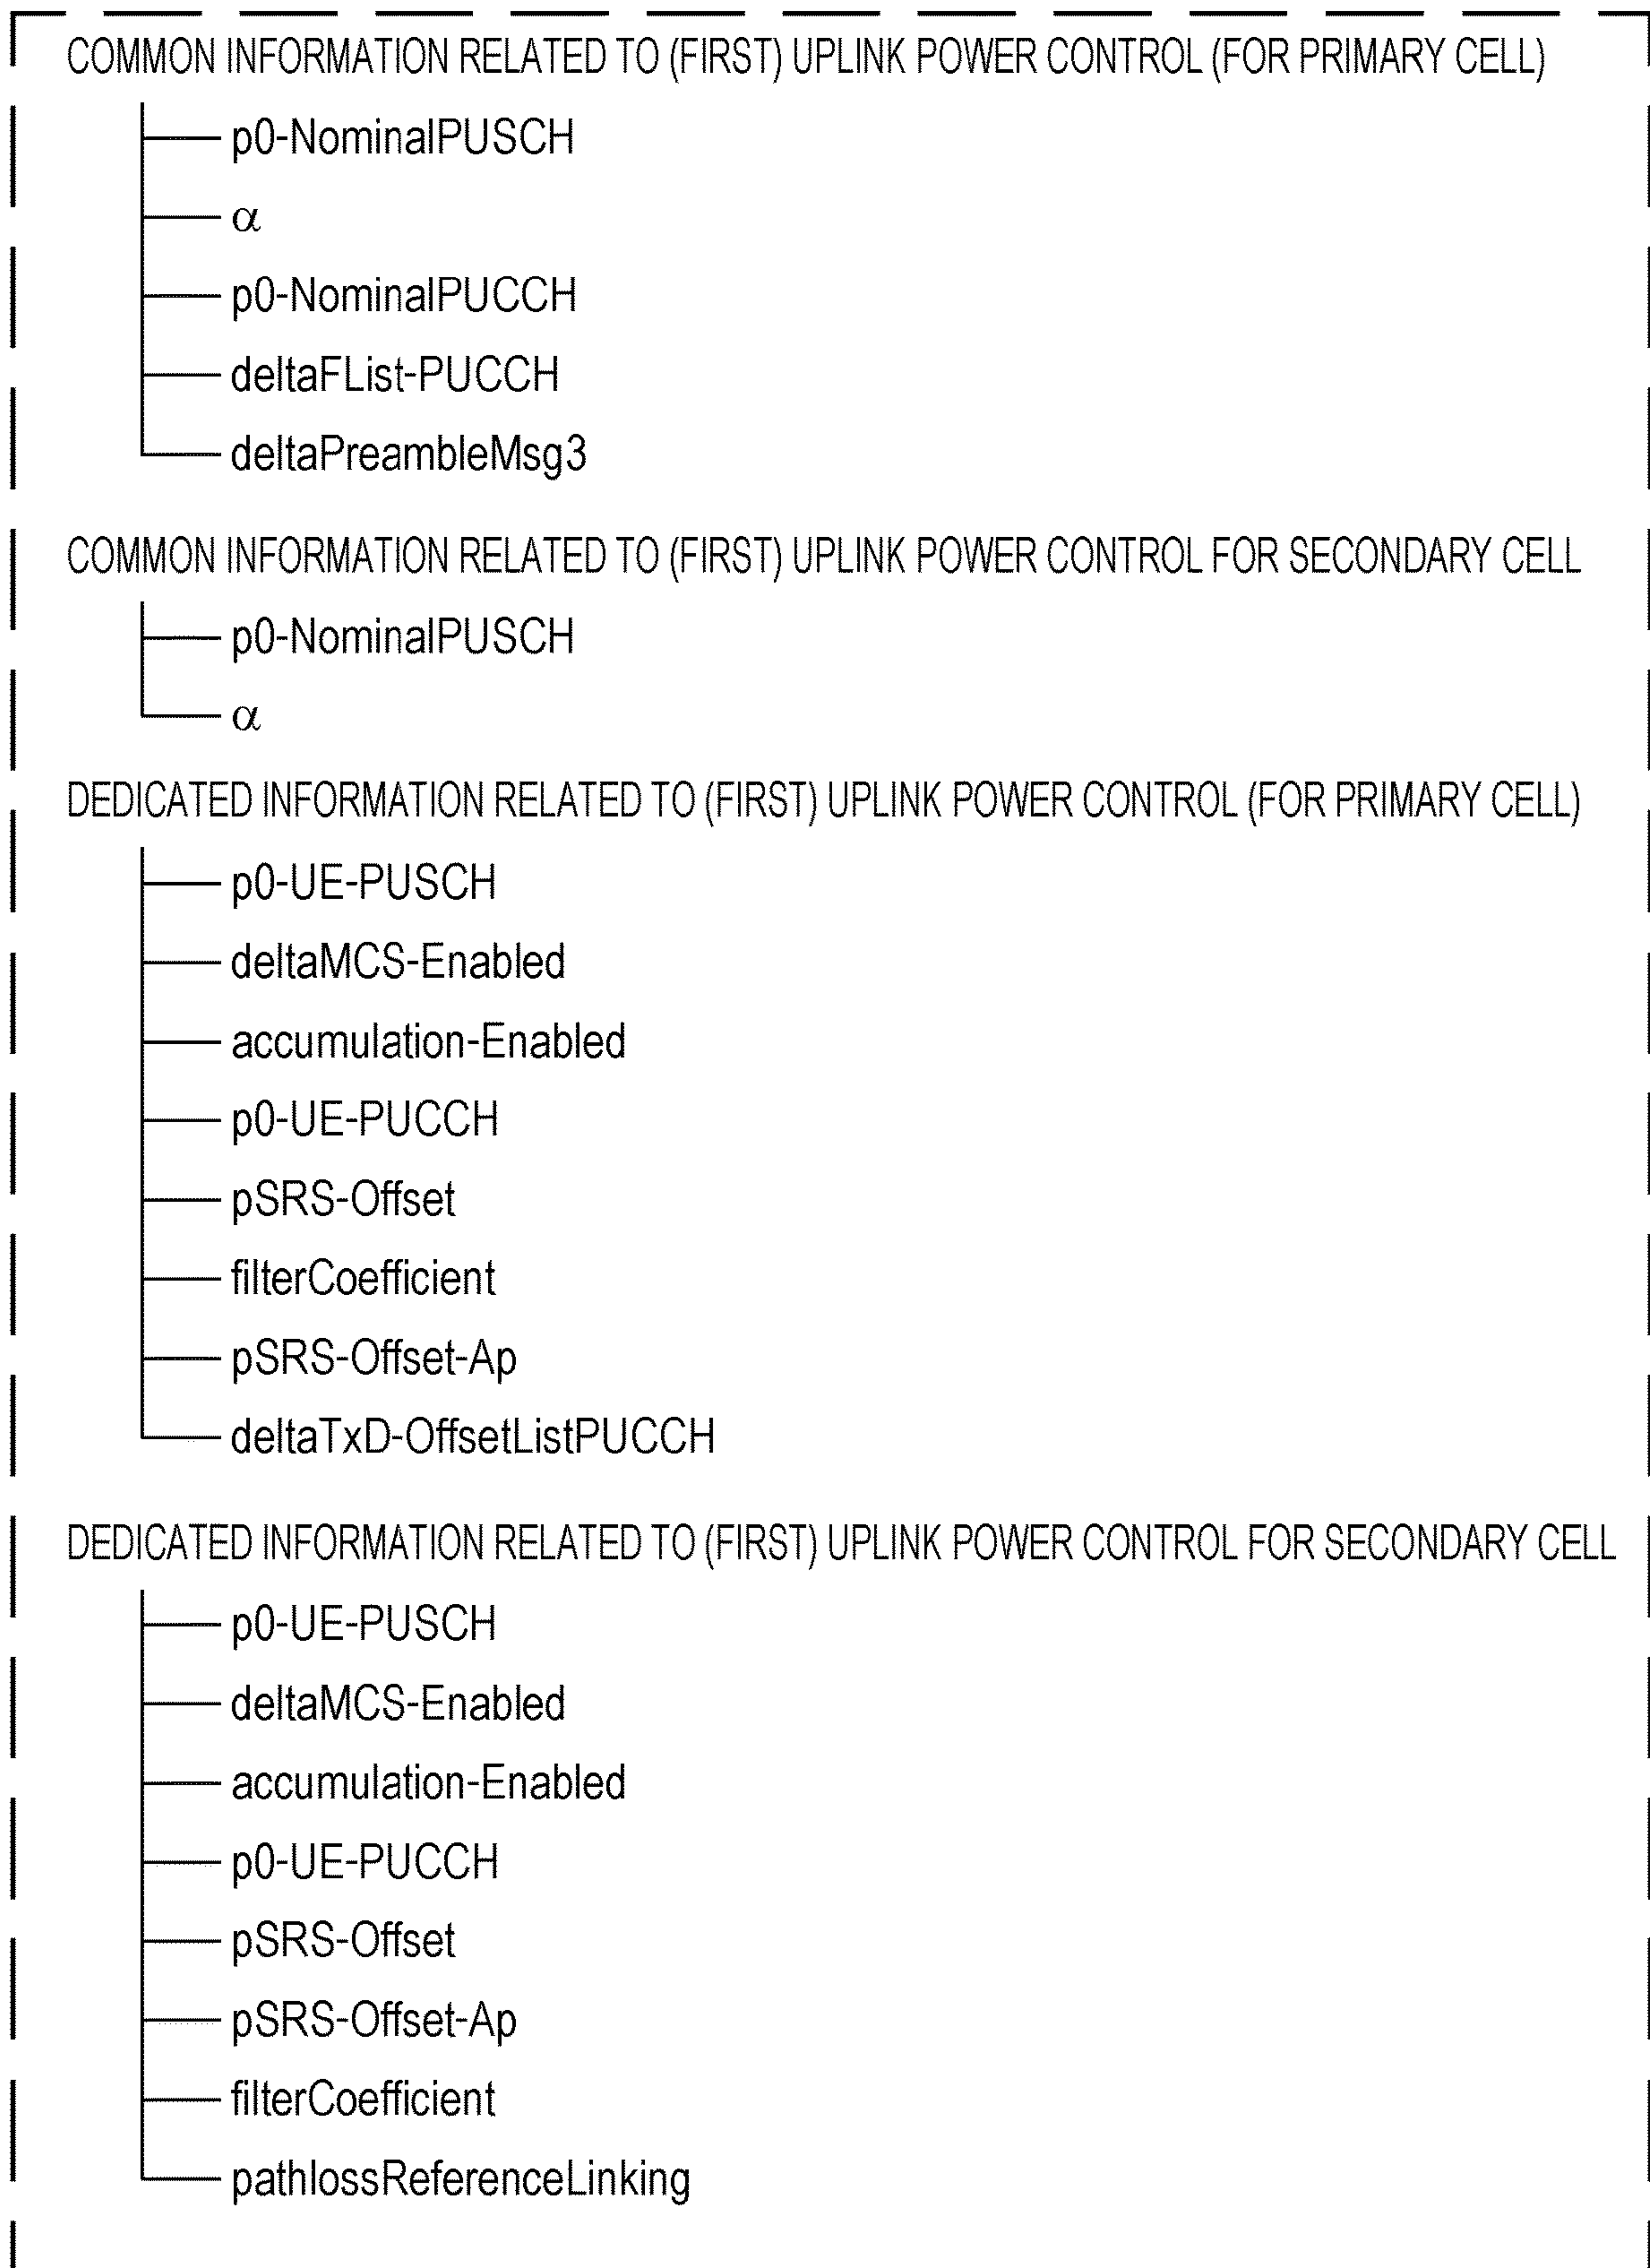 COMMON INFORMATION RELATED TO (FIRST) UPLINK POWER CONTROL (FOR PRIMARY CELL)
p0-NominalPUSCH
α
p0-NominalPUCCH
deltaFList-PUCCH
deltaPreambleMsg3
COMMON INFORMATION RELATED TO (FIRST) UPLINK POWER CONTROL FOR SECONDARY CELL
p0-NominalPUSCH
α
DEDICATED INFORMATION RELATED TO (FIRST) UPLINK POWER CONTROL (FOR PRIMARY CELL)
p0-UE-PUSCH
deltaMCS-Enabled
accumulation-Enabled
p0-UE-PUCCH
pSRS-Offset
filterCoefficient
pSRS-Offset-Ap
deltaTxD-OffsetListPUCCH
DEDICATED INFORMATION RELATED TO (FIRST) UPLINK POWER CONTROL FOR SECONDARY CELL
p0-UE-PUSCH
deltaMCS-Enabled
accumulation-Enabled
p0-UE-PUCCH
pSRS-Offset
pSRS-Offset-Ap
filterCoefficient
pathlossReferenceLinking